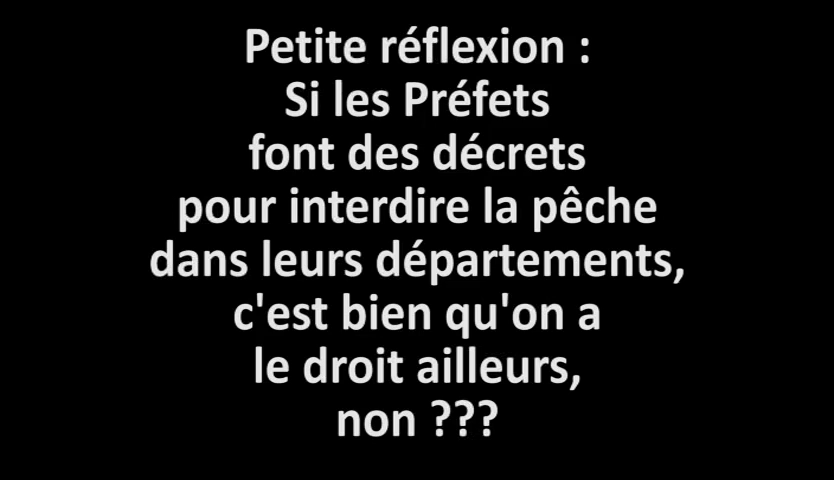 Petite réflexion :
Si les Préfets
font des décrets
pour interdire la pêche
dans leurs départements,
c'est bien qu'on a
le droit ailleurs,
non ???